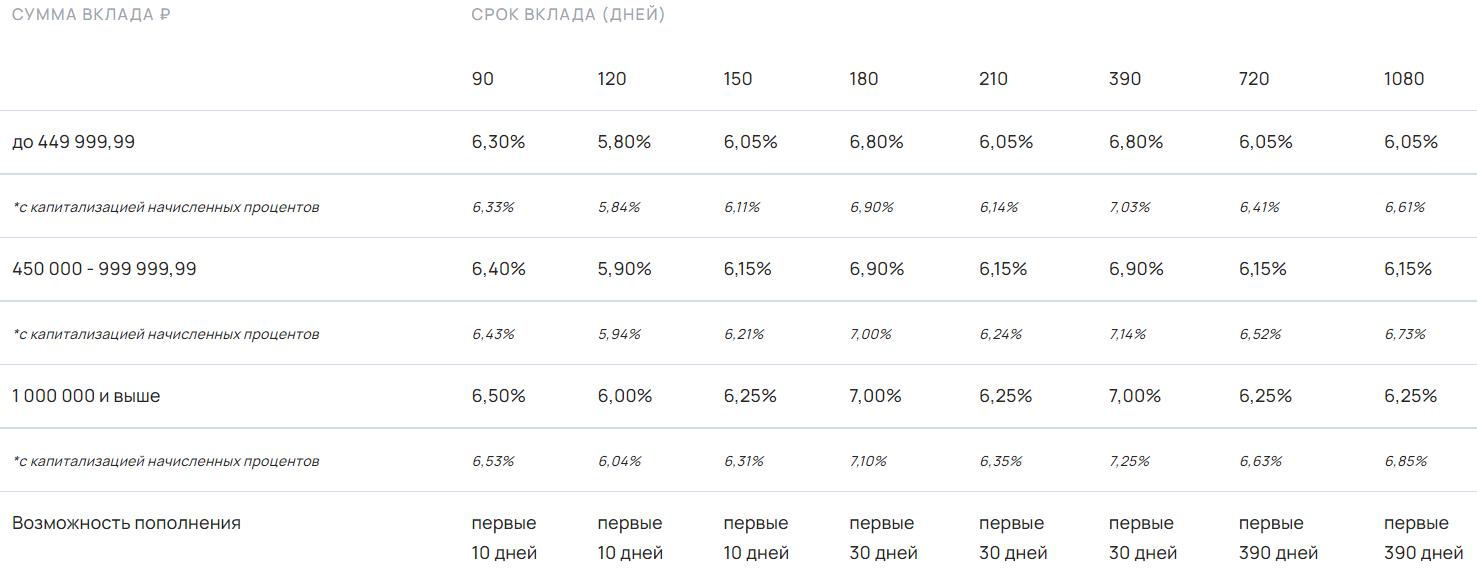 СУММА ВКЛАДА ₽ СРОК ВКЛАДА (ДНЕЙ)
90 120 150 180 210 390 720 1080
до 449 999,99 6,30% 5,80% 6,05% 6,80% 6,05% 6,80% 6,05% 6,05%
*с капитализацией начисленных процентов 6,33% 5,84% 6,11% 6,90% 6,14% 7,03% 6,41% 6,61%
450 000 - 999 999,99 6,40% 5,90% 6,15% 6,90% 6,15% 6,90% 6,15% 6,15%
*с капитализацией начисленных процентов 6,43% 5,94% 6,21% 7,00% 6,24% 7,14% 6,52% 6,73%
1 000 000 и выше 6,50% 6,00% 6,25% 7,00% 6,25% 7,00% 6,25% 6,25%
*с капитализацией начисленных процентов 6,53% 6,04% 6,31% 7,10% 6,35% 7,25% 6,63% 6,85%
Возможность пополнения первые первые первые первые первые первые первые первые
10 дней 10 дней 10 дней 30 дней 30 дней 30 дней 390 дней 390 дней